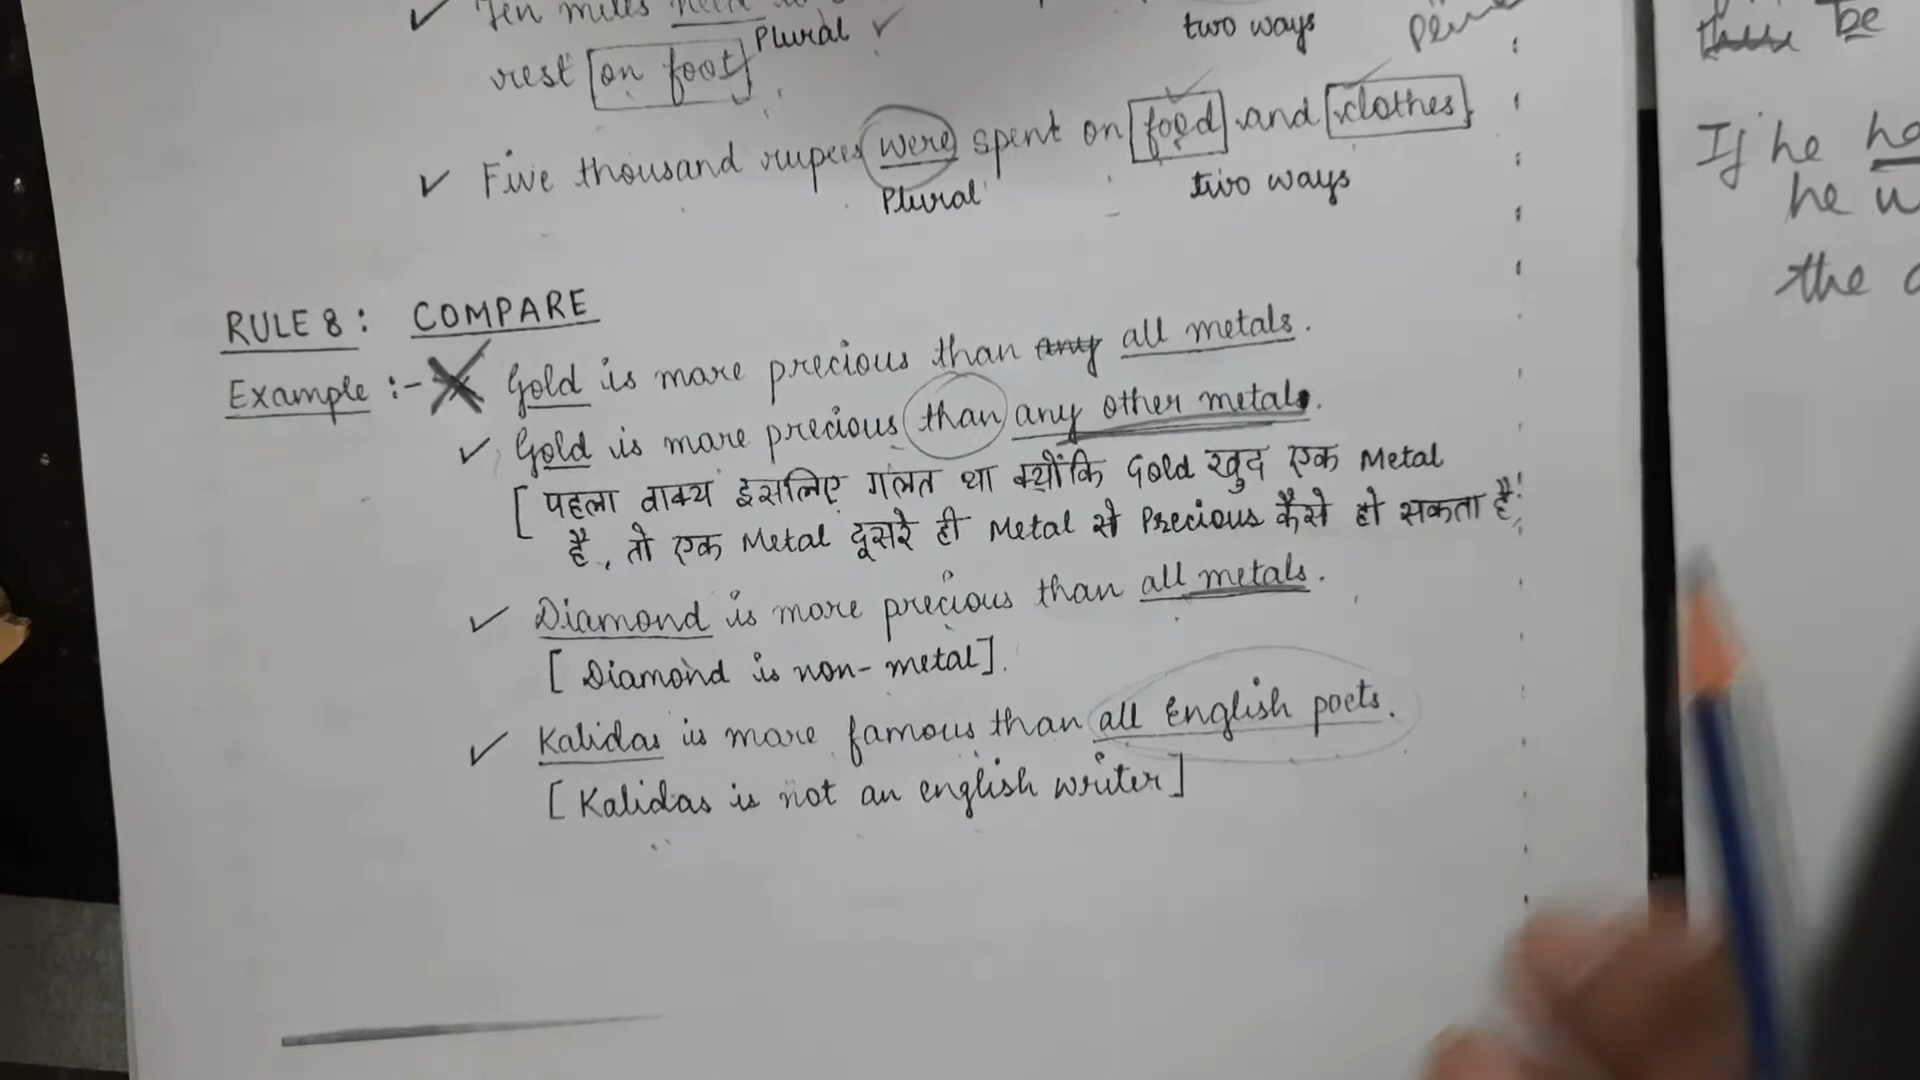 Ten miles need
Plural
two ways
rest [on foot]
Five thousand rupees were spent on [food] and [clothes].
Plural
two ways
RULE 8: COMPARE
Example :- Gold is more precious than any all metals.
Gold is more precious than any other metal.
[ पहला वाक्य इसलिए गलत था क्योंकि Gold खुद एक Metal
है, तो एक Metal दूसरे ही Metal से Precious कैसे हो सकता है
Diamond is more precious than all metals.
[ Diamond is non-metal].
Kalidas is more famous than all English poets.
[ Kalidas is not an english writer]
be
If he
he
the